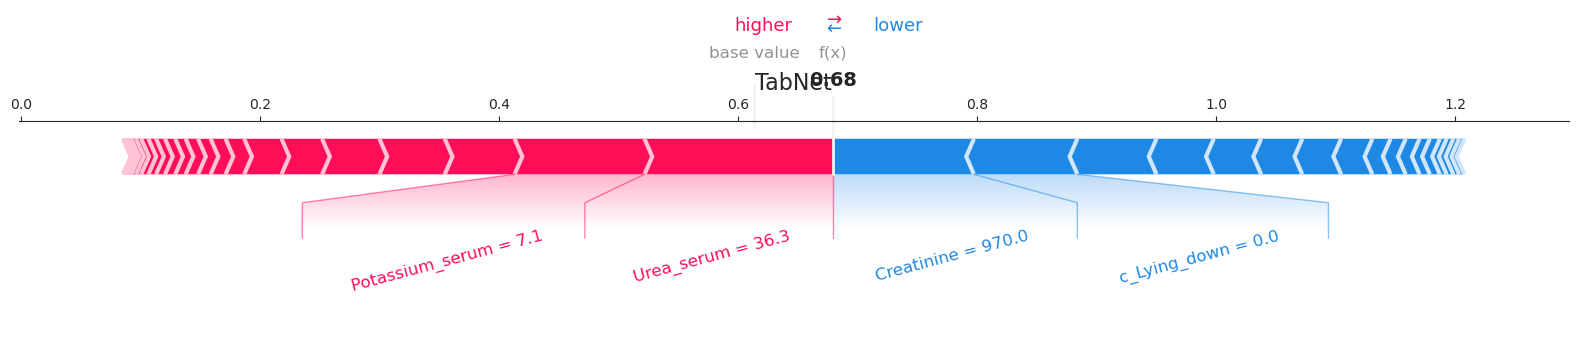 higher ⇄ lower
base value f(x)
TabNet 0.68
0.0 0.2 0.4 0.6 0.8 1.0 1.2
Potassium_serum = 7.1
Urea_serum = 36.3
Creatinine = 970.0
c_Lying_down = 0.0